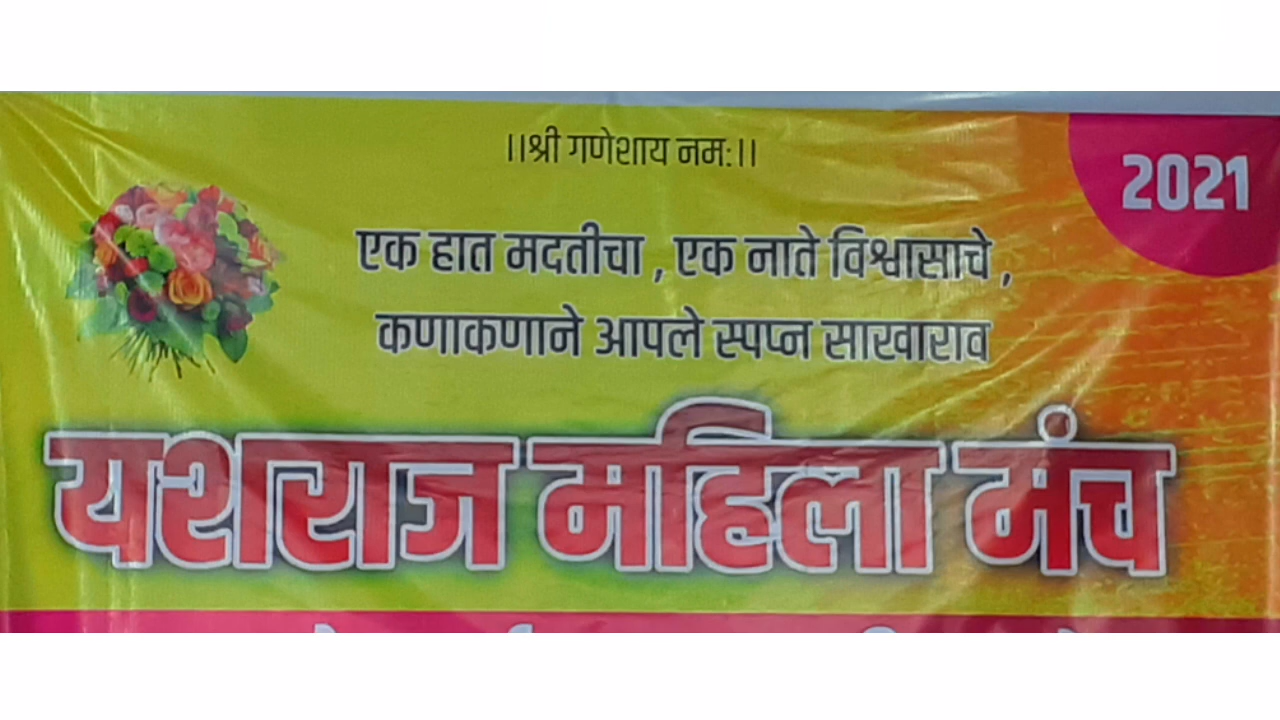 ।।श्री गणेशाय नमः।।
2021
एक हात मदतीचा , एक नाते विश्वासाचे ,
कणाकणाने आपले स्पप्न साखाराव
यशराज महिला मंच